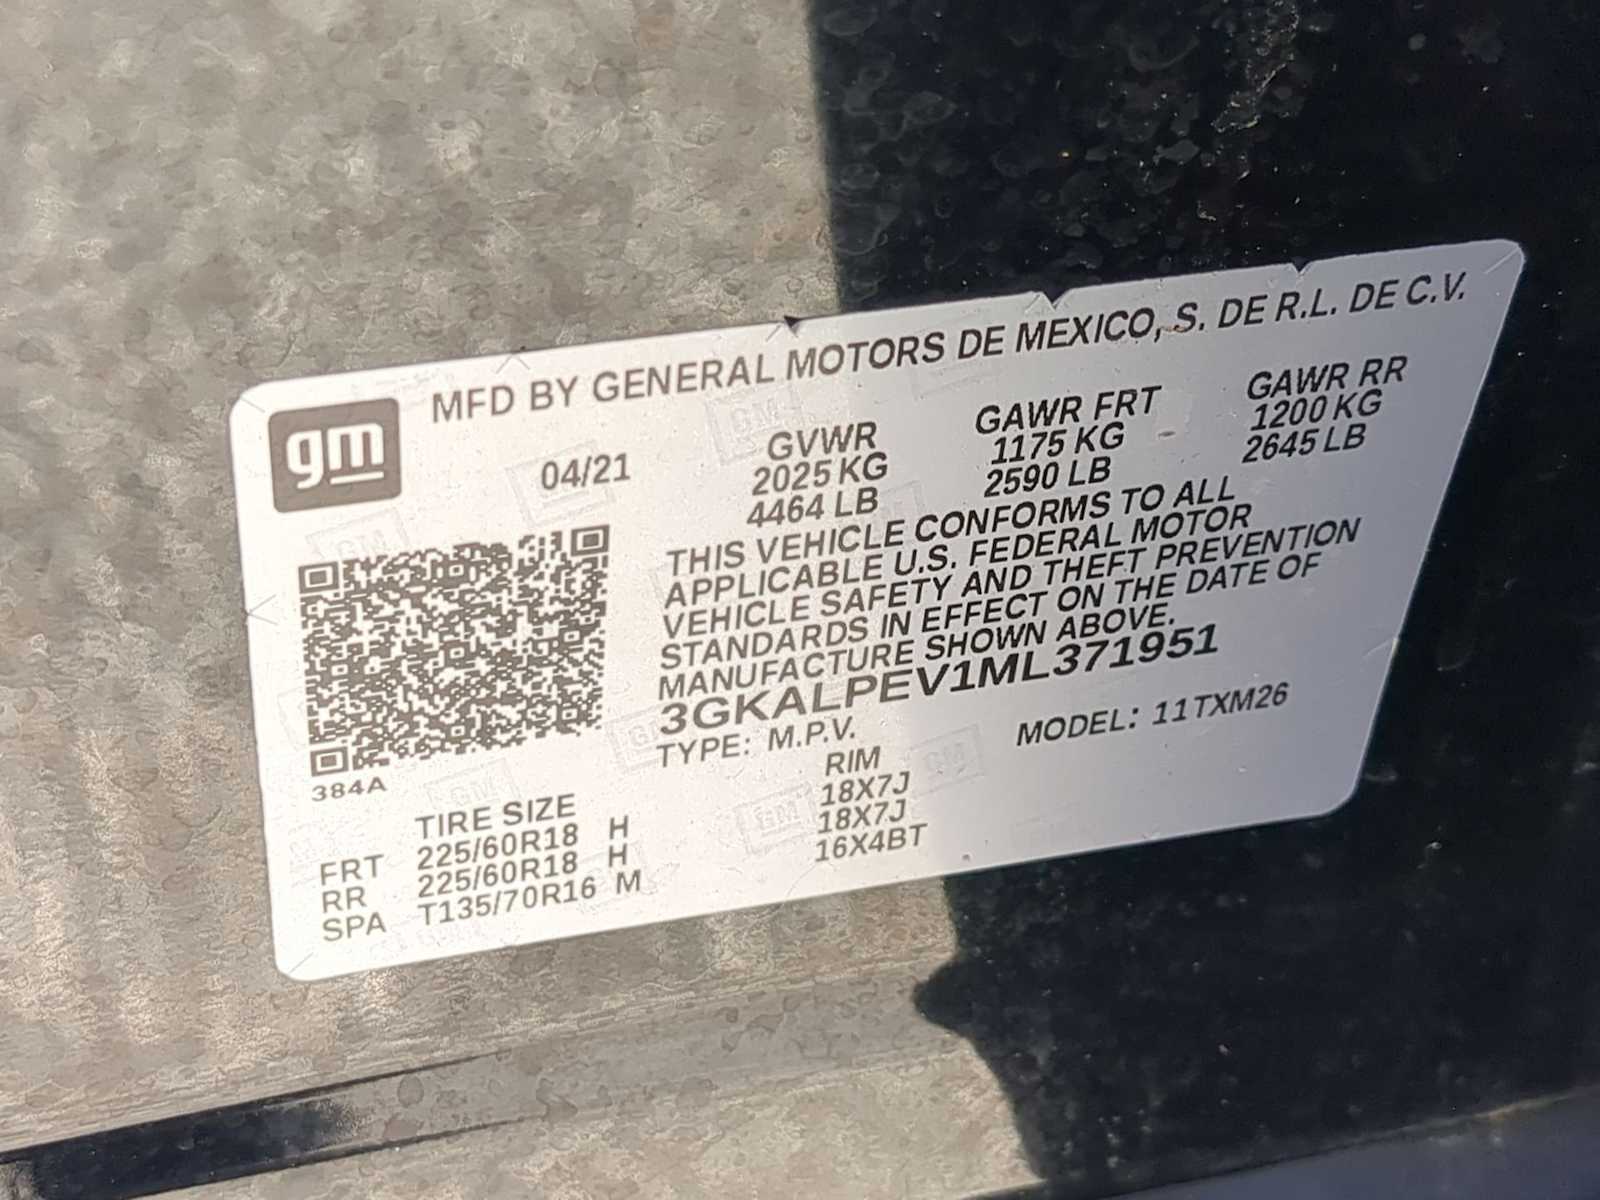 MFD BY GENERAL MOTORS DE MEXICO, S. DE R.L. DE C.V.
gm
04/21
GVWR
2025 KG
4464 LB
GAWR FRT
1175 KG
2590 LB
GAWR RR
1200 KG
2645 LB
THIS VEHICLE CONFORMS TO ALL
APPLICABLE U.S. FEDERAL MOTOR
VEHICLE SAFETY AND THEFT PREVENTION
STANDARDS IN EFFECT ON THE DATE OF
MANUFACTURE SHOWN ABOVE.
3GKALPEV1ML371951
TYPE: M.P.V.
MODEL: 11TXM26
384A
TIRE SIZE RIM
FRT 225/60R18 H 18X7J
RR 225/60R18 H 18X7J
SPA T135/70R16 M 16X4BT